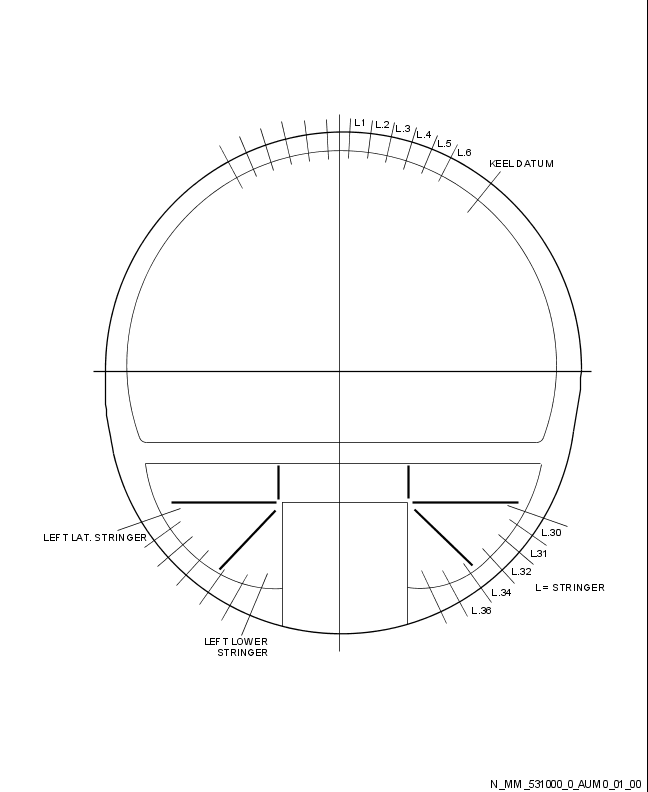 L1
L.2
L.3
L.4
L.5
L.6
KEEL DATUM
LEFT LAT. STRINGER
L.30
L31
L.32
L= STRINGER
L.34
L.36
LEFT LOWER
STRINGER
N_MM_531000_0_AUM0_01_00